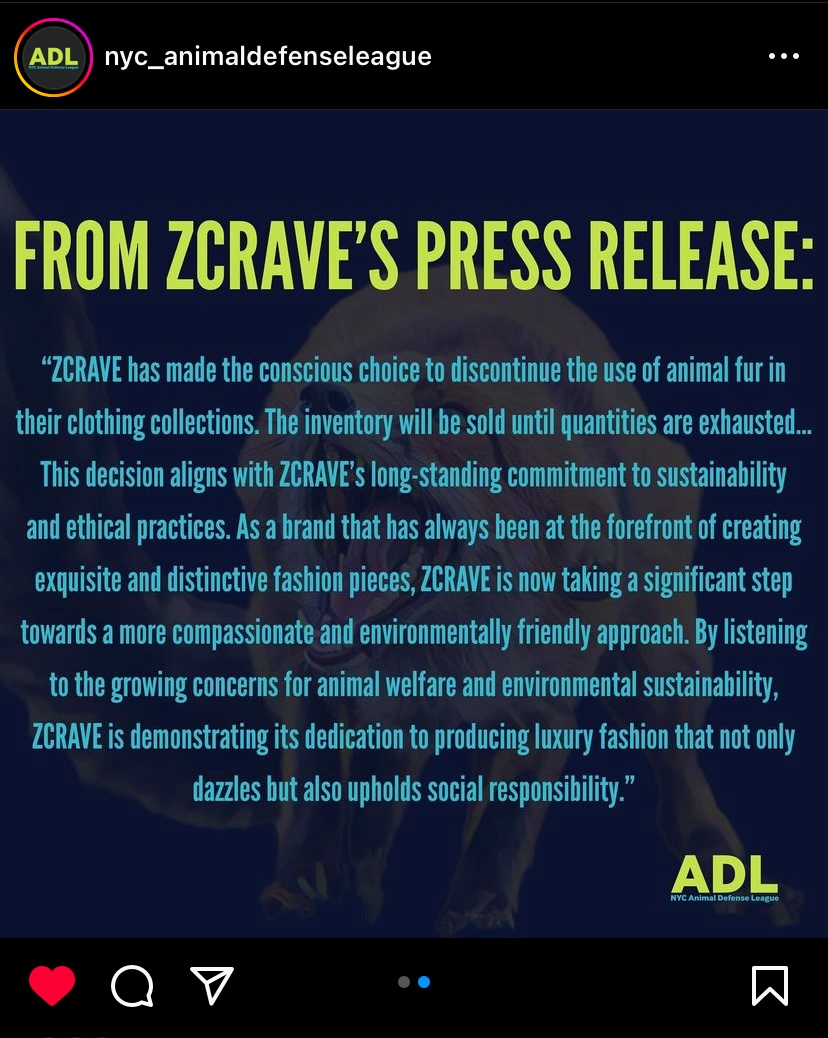 ADL
NYC Animal Defense League
nyc_animaldefenseleague
FROM ZCRAVE'S PRESS RELEASE:
“ZCRAVE has made the conscious choice to discontinue the use of animal fur in
their clothing collections. The inventory will be sold until quantities are exhausted...
This decision aligns with ZCRAVE’s long-standing commitment to sustainability
and ethical practices. As a brand that has always been at the forefront of creating
exquisite and distinctive fashion pieces, ZCRAVE is now taking a significant step
towards a more compassionate and environmentally friendly approach. By listening
to the growing concerns for animal welfare and environmental sustainability,
ZCRAVE is demonstrating its dedication to producing luxury fashion that not only
dazzles but also upholds social responsibility.”
ADL
NYC Animal Defense League